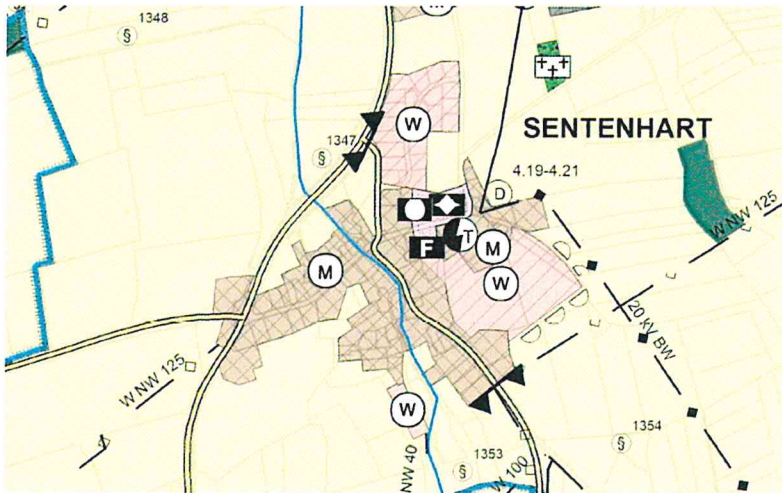 1348
§
W
SENTENHART
1347
§
4.19-4.21
D
W NW 125
T
F
M
M
W
20 kV BW
W NW 125
W
1354
§
NW 40
1353
§
W 100